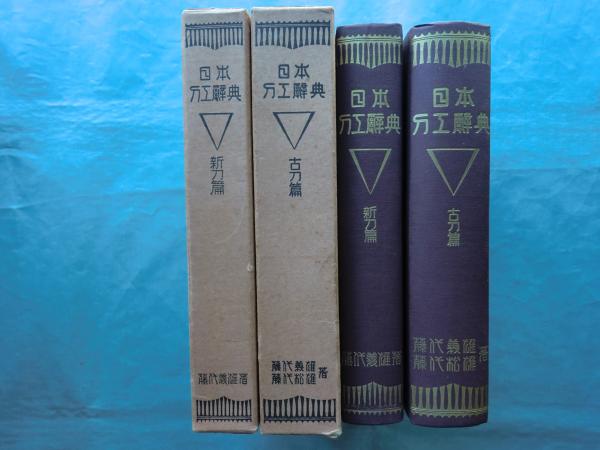 日本
刀工辭典
新刀篇
藤代義雄著
日本
刀工辭典
古刀篇
藤代義雄
藤代松雄
著
日本
刀工辭典
新刀篇
藤代義雄著
日本
刀工辭典
古刀篇
藤代義雄
藤代松雄
著